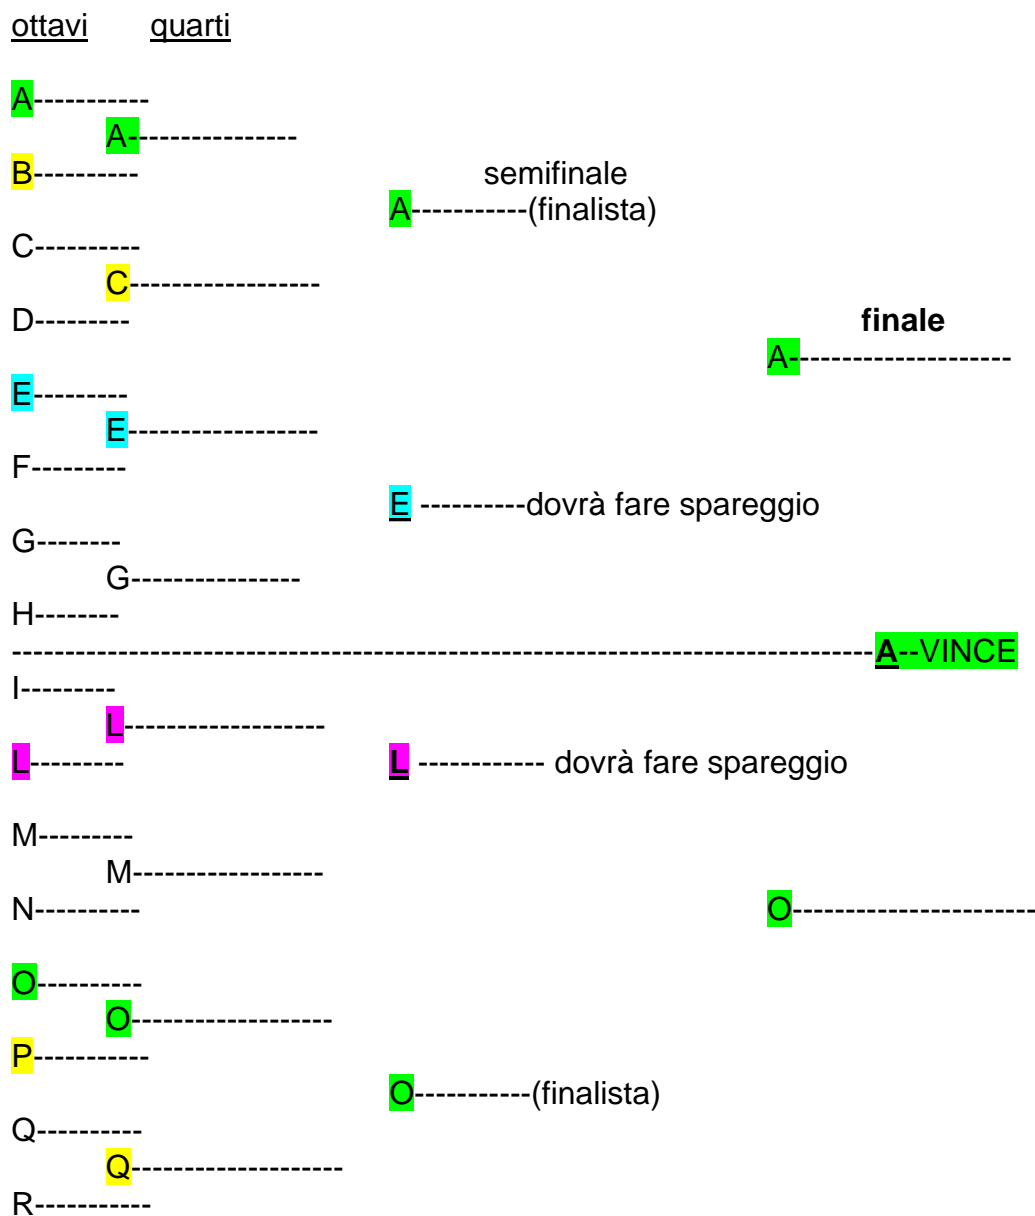 ottavi quarti
A-----------
A----------------
B----------
semifinale
A-----------(finalista)
C----------
C------------------
D---------
finale
A---------------------
E---------
E------------------
F---------
E ----------dovrà fare spareggio
G--------
G----------------
H--------
----------------------------------------------------------------------------------A--VINCE
I---------
L-------------------
L---------
L ------------ dovrà fare spareggio
M---------
M------------------
N----------
O-----------------------
O----------
O-------------------
P-----------
O-----------(finalista)
Q----------
Q--------------------
R-----------